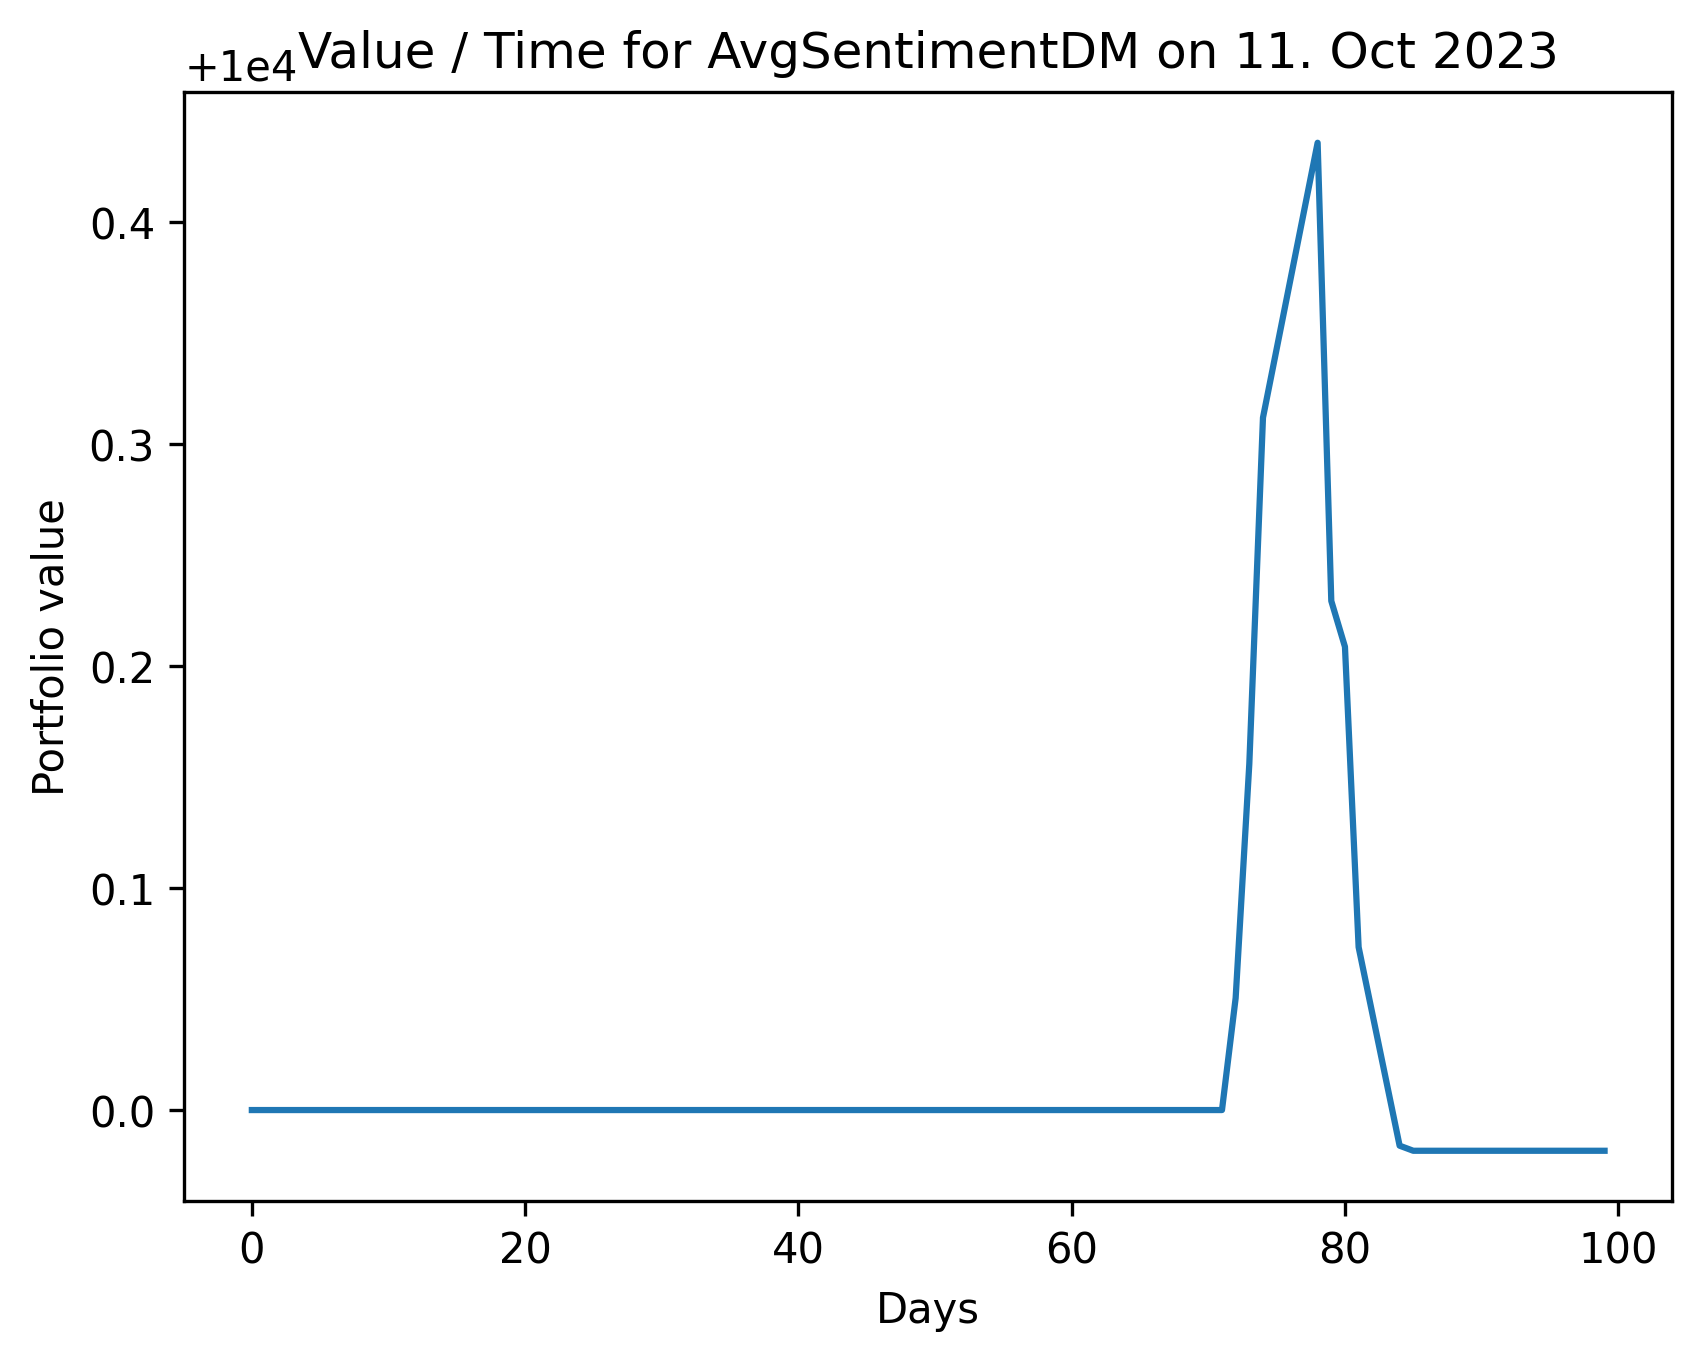 Value / Time for AvgSentimentDM on 11. Oct 2023
+1e4
0.4
0.3
0.2
0.1
0.0
Portfolio value
0 20 40 60 80 100
Days